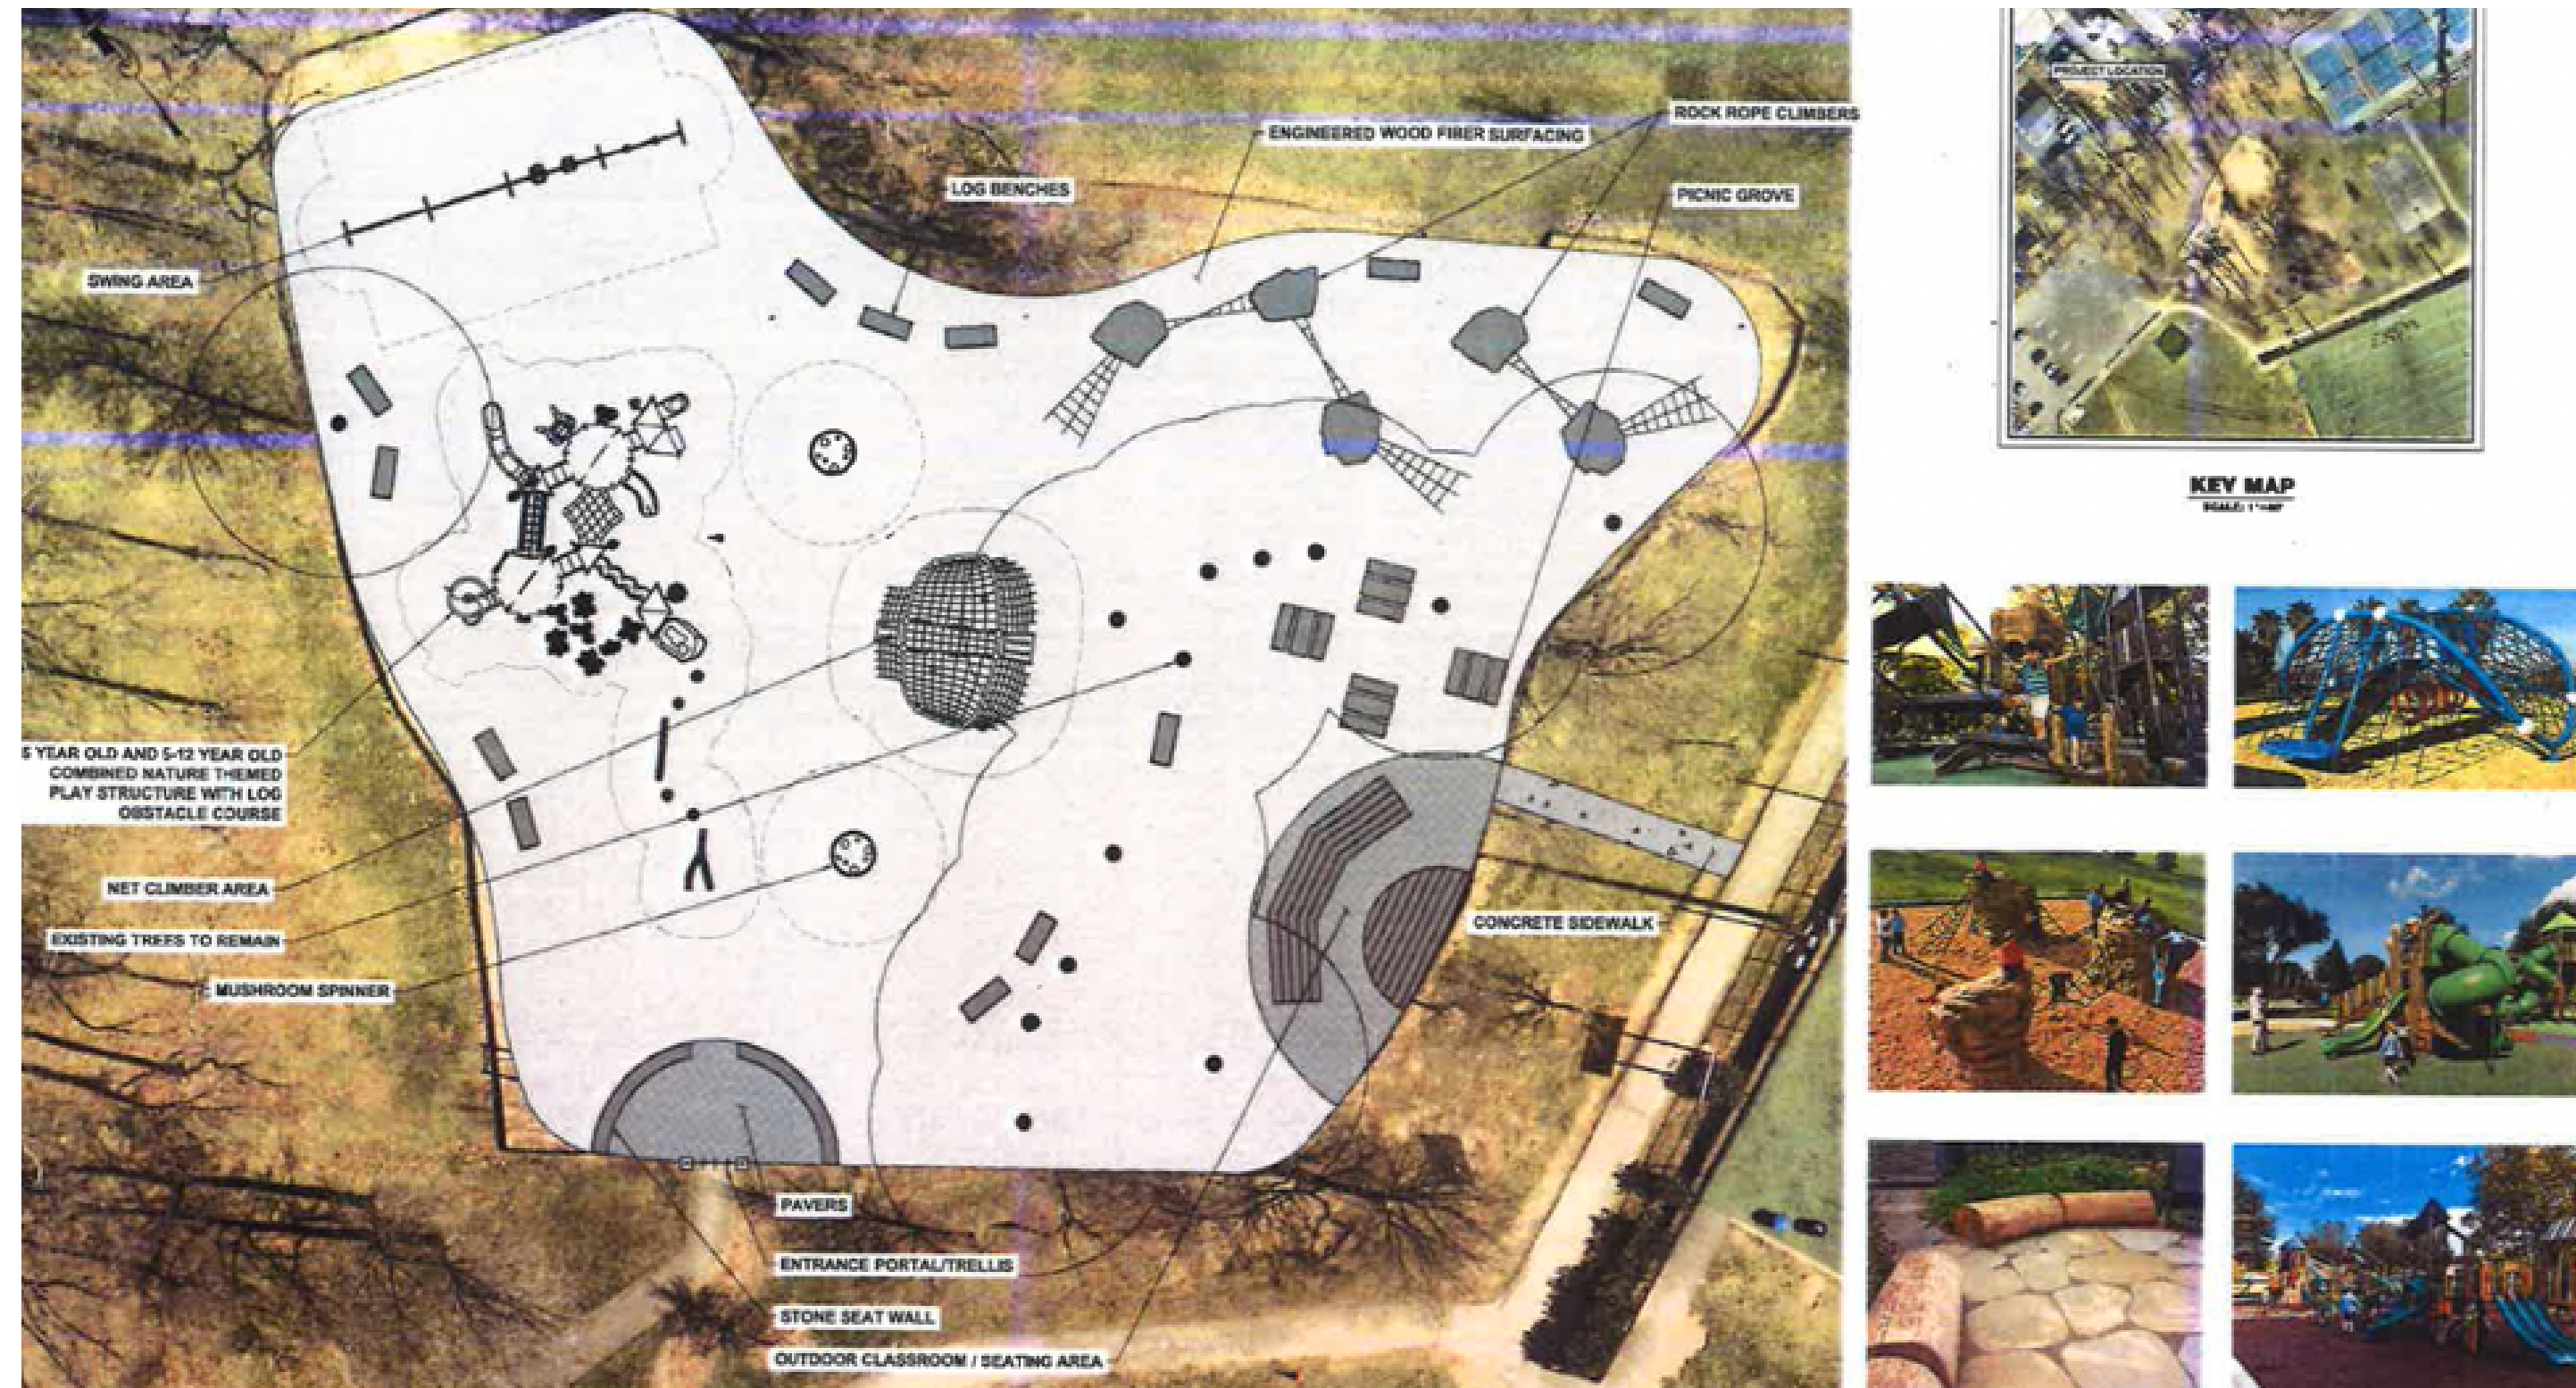 PROJECT LOCATION
ROCK ROPE CLIMBERS
ENGINEERED WOOD FIBER SURFACING
LOG BENCHES
PICNIC GROVE
SWING AREA
KEY MAP
5 YEAR OLD AND 5-12 YEAR OLD
COMBINED NATURE THEMED
PLAY STRUCTURE WITH LOG
OBSTACLE COURSE
NET CLIMBER AREA
CONCRETE SIDEWALK
EXISTING TREES TO REMAIN
MUSHROOM SPINNER
PAVERS
ENTRANCE PORTAL/TRELLIS
STONE SEAT WALL
OUTDOOR CLASSROOM / SEATING AREA